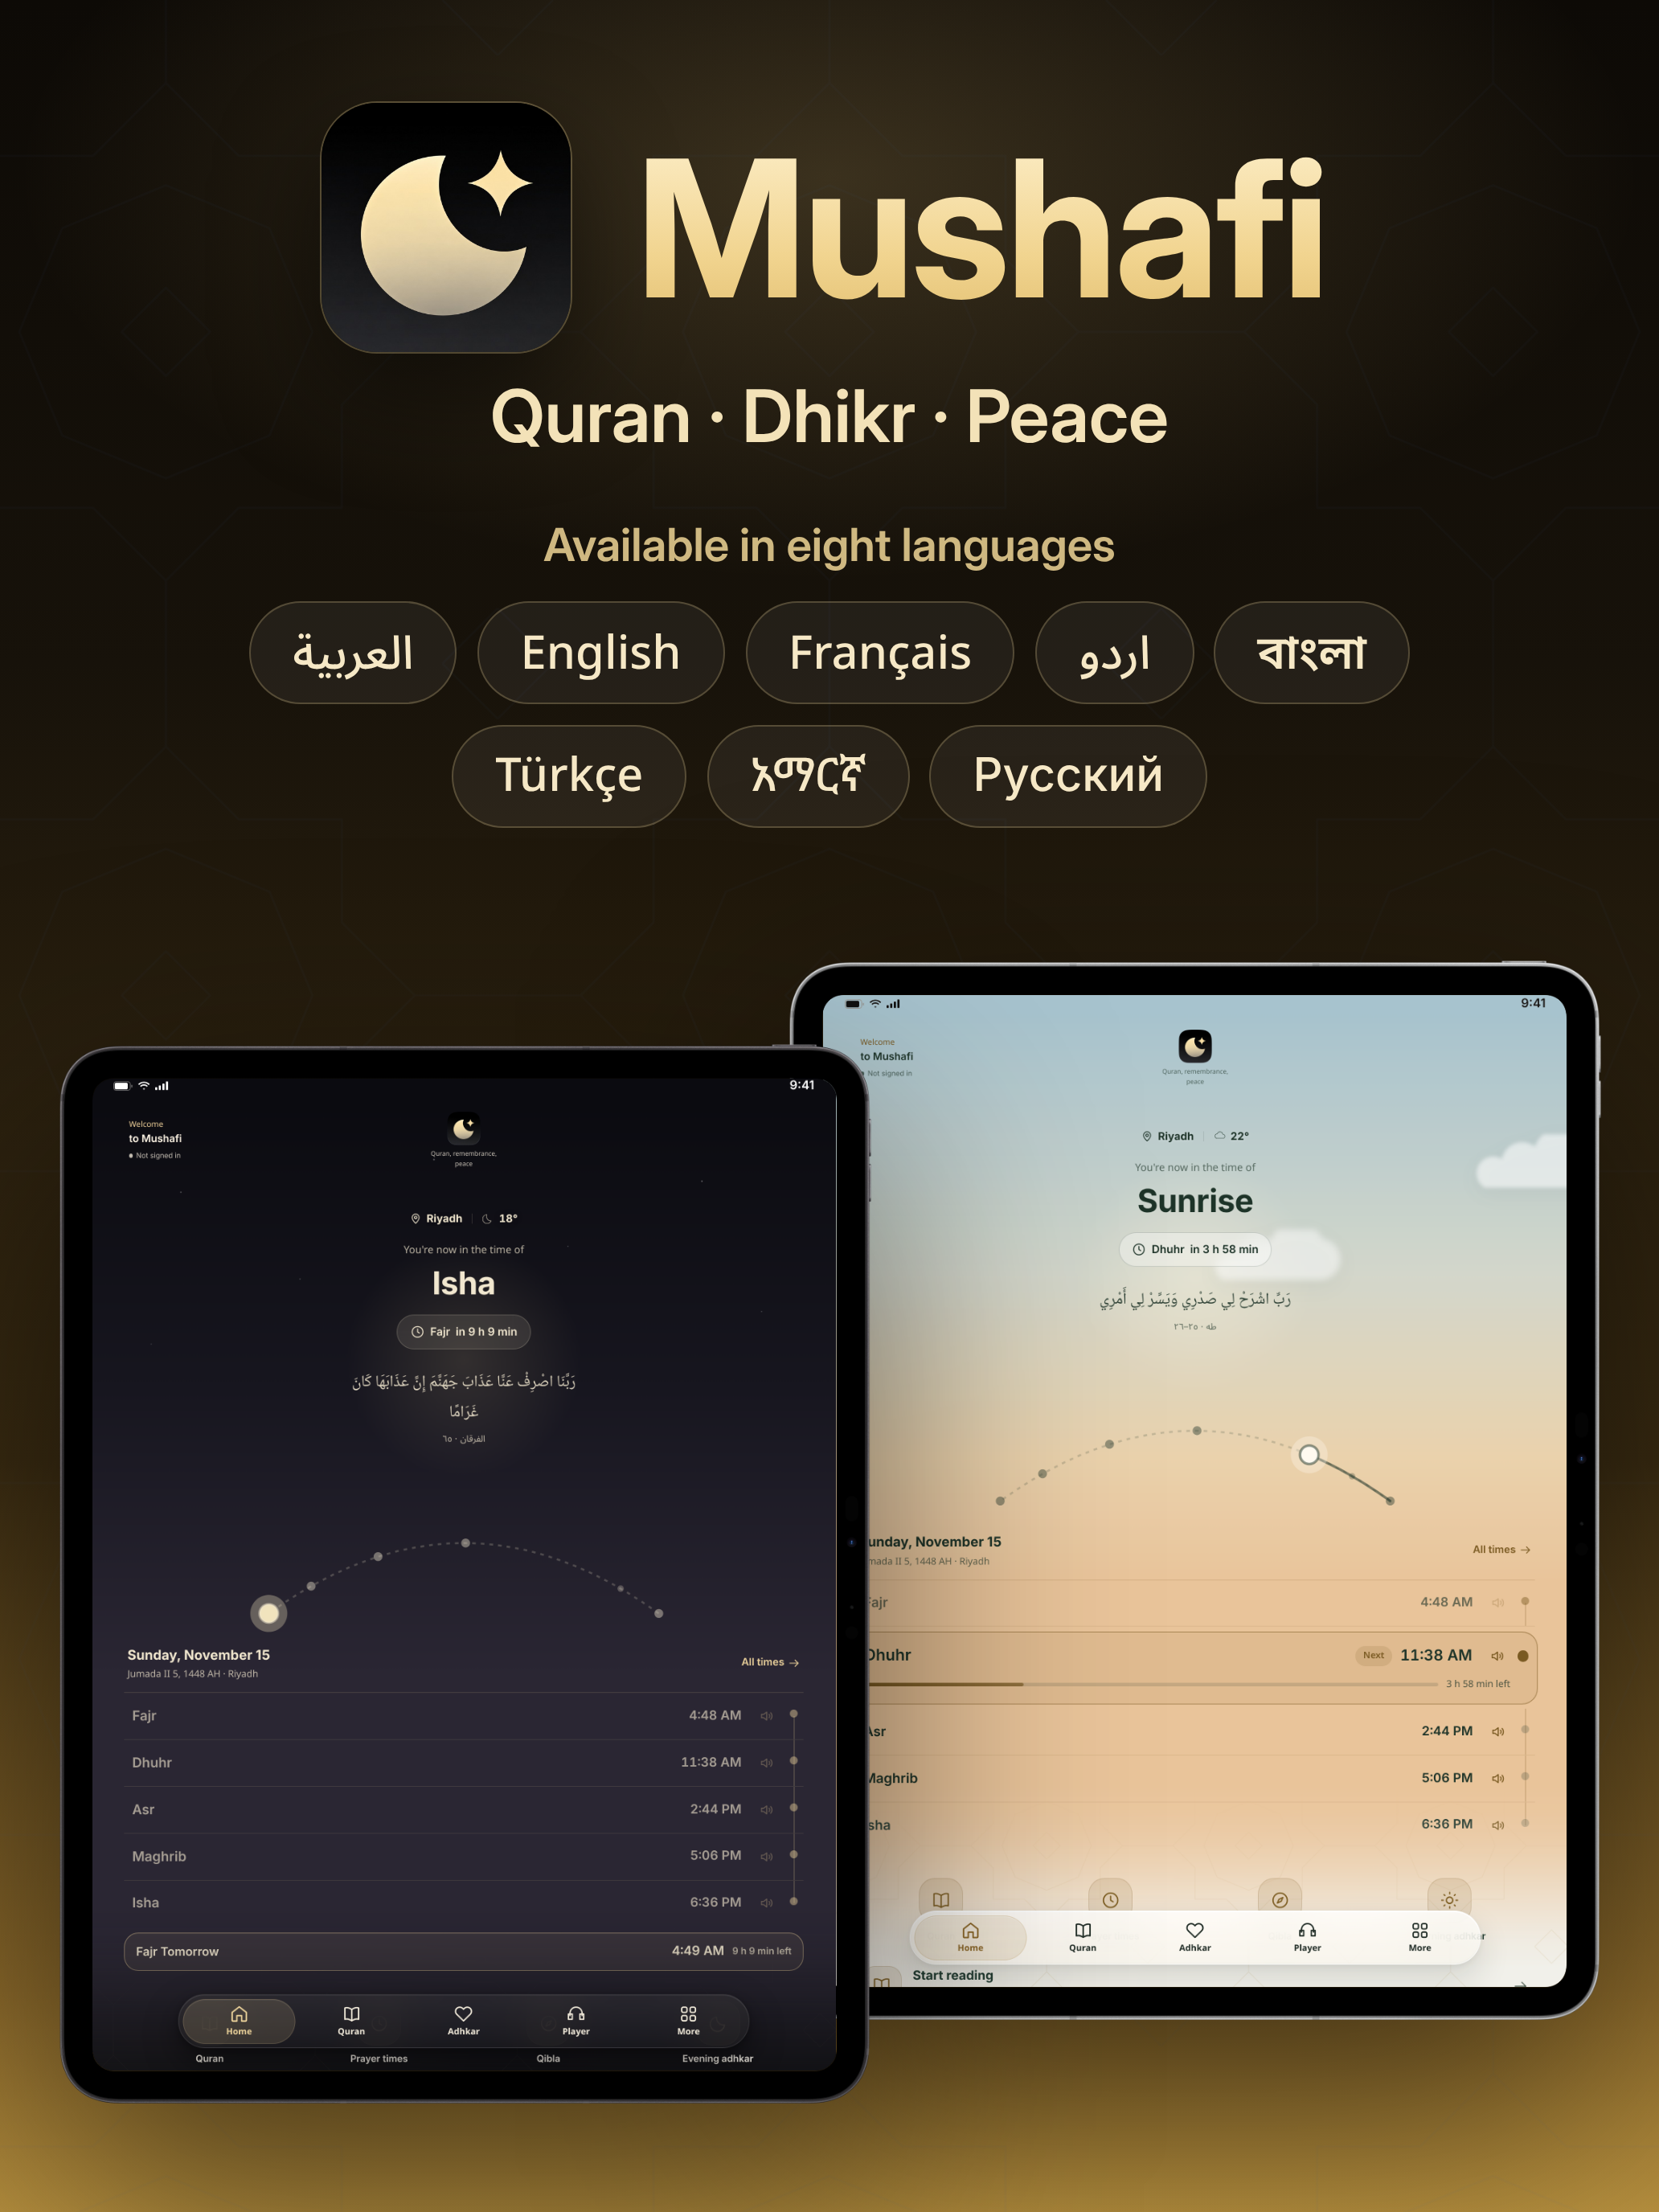 Mushafi
Quran · Dhikr · Peace
Available in eight languages
العربية English Français اردو বাংলা
Türkçe አማርኛ Русский
9:41
Welcome
to Mushafi
Not signed in
Quran, remembrance,
peace
Riyadh 18°
You're now in the time of
Isha
Fajr in 9 h 9 min
رَبَّنَا اصْرِفْ عَنَّا عَذَابَ جَهَنَّمَ إِنَّ عَذَابَهَا كَانَ
غَرَامًا
الفرقان · ٦٥
Sunday, November 15
All times →
Jumada II 5, 1448 AH · Riyadh
Fajr 4:48 AM
Dhuhr 11:38 AM
Asr 2:44 PM
Maghrib 5:06 PM
Isha 6:36 PM
Fajr Tomorrow 4:49 AM 9 h 9 min left
Home Quran Adhkar Player More
Quran Prayer times Qibla Evening adhkar
9:41
Welcome
to Mushafi
Not signed in
Quran, remembrance,
peace
Riyadh 22°
You're now in the time of
Sunrise
Dhuhr in 3 h 58 min
رَبِّ اشْرَحْ لِي صَدْرِي وَيَسِّرْ لِي أَمْرِي
طه · ٢٥–٢٦
unday, November 15
All times →
mada II 5, 1448 AH · Riyadh
Fajr 4:48 AM
Dhuhr Next 11:38 AM
3 h 58 min left
Asr 2:44 PM
Maghrib 5:06 PM
sha 6:36 PM
Home Quran Adhkar Player More
Start reading